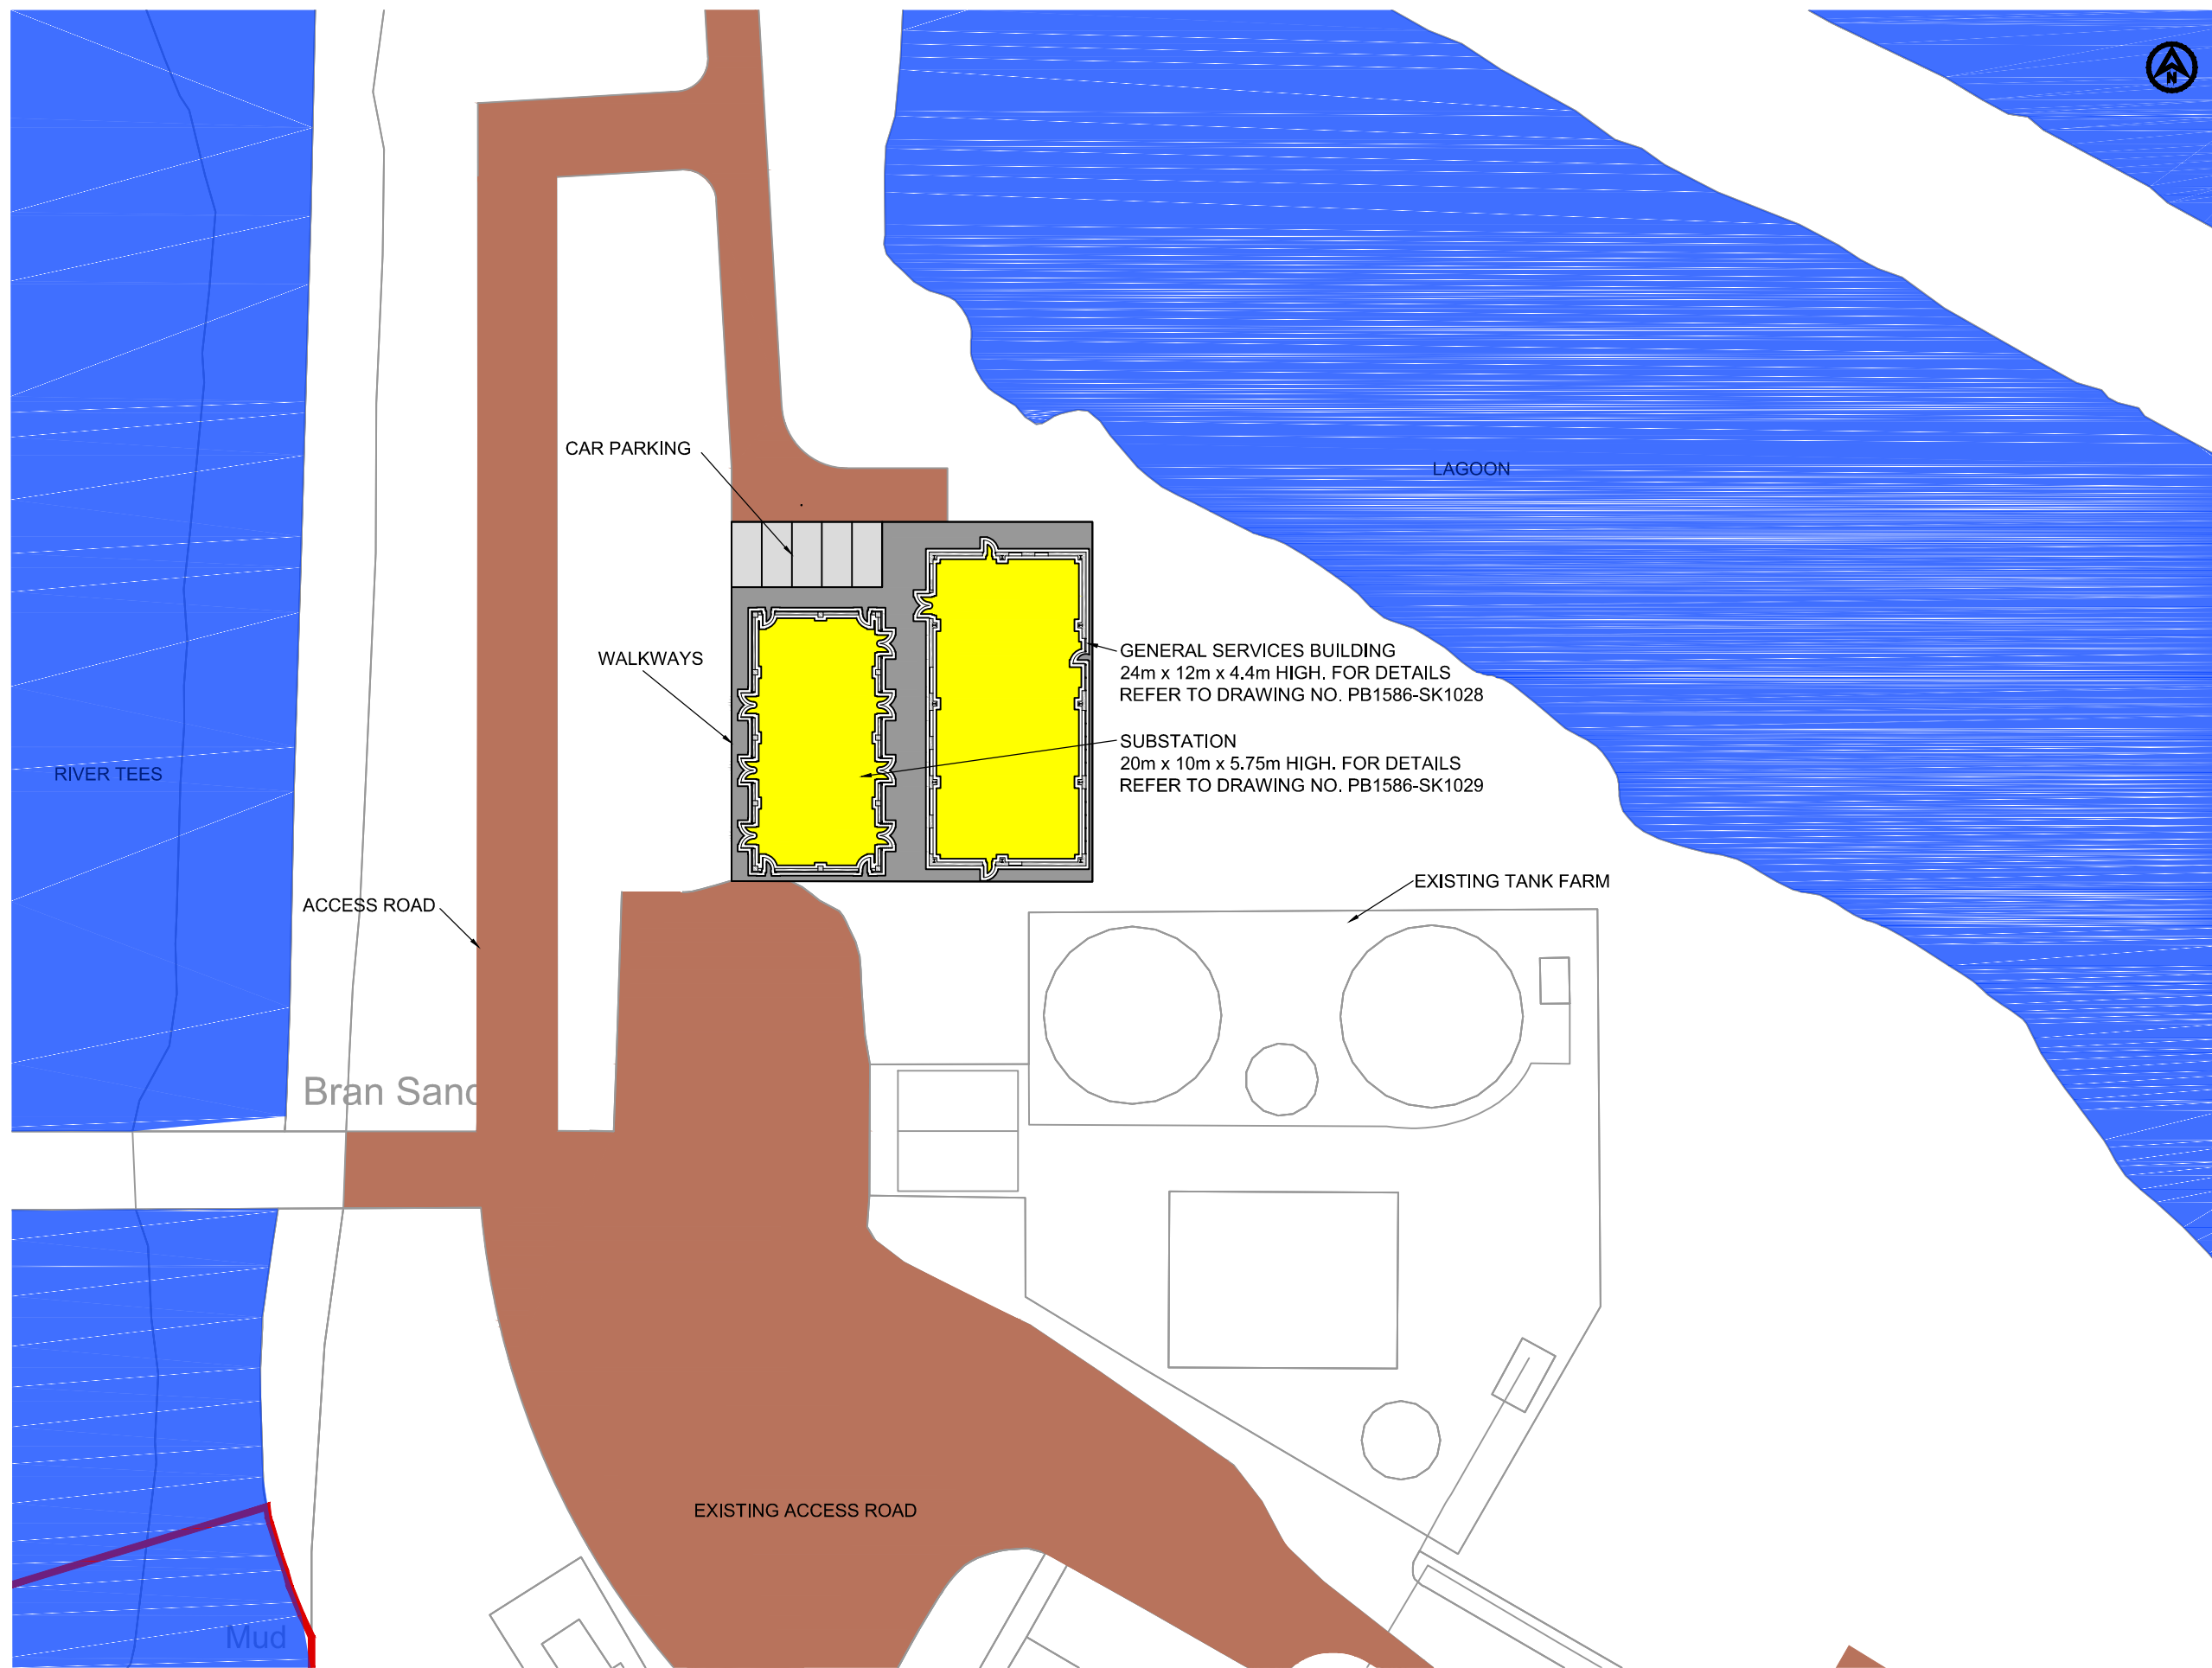 N
CAR PARKING
LAGOON
WALKWAYS
GENERAL SERVICES BUILDING
24m x 12m x 4.4m HIGH. FOR DETAILS
REFER TO DRAWING NO. PB1586-SK1028
SUBSTATION
20m x 10m x 5.75m HIGH. FOR DETAILS
REFER TO DRAWING NO. PB1586-SK1029
RIVER TEES
EXISTING TANK FARM
ACCESS ROAD
Bran Sand
EXISTING ACCESS ROAD
Mud